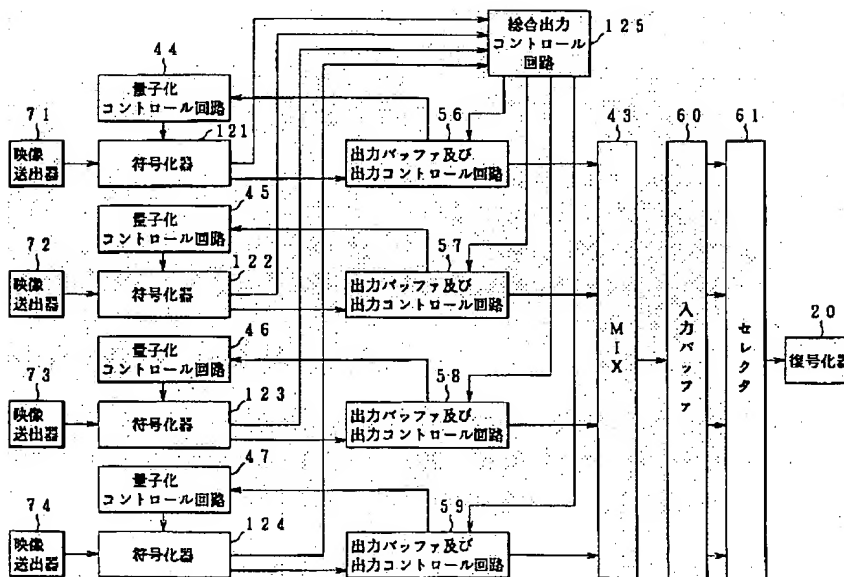 総合出力
コントロール
回路
125
44
量子化
コントロール回路
71
映像
送出器
121
符号化器
56
出力バッファ及び
出力コントロール回路
43
MIX
60
入力バッファ
61
セレクタ
45
量子化
コントロール回路
72
映像
送出器
122
符号化器
57
出力バッファ及び
出力コントロール回路
20
復号化器
46
量子化
コントロール回路
73
映像
送出器
123
符号化器
58
出力バッファ及び
出力コントロール回路
47
量子化
コントロール回路
74
映像
送出器
124
符号化器
59
出力バッファ及び
出力コントロール回路